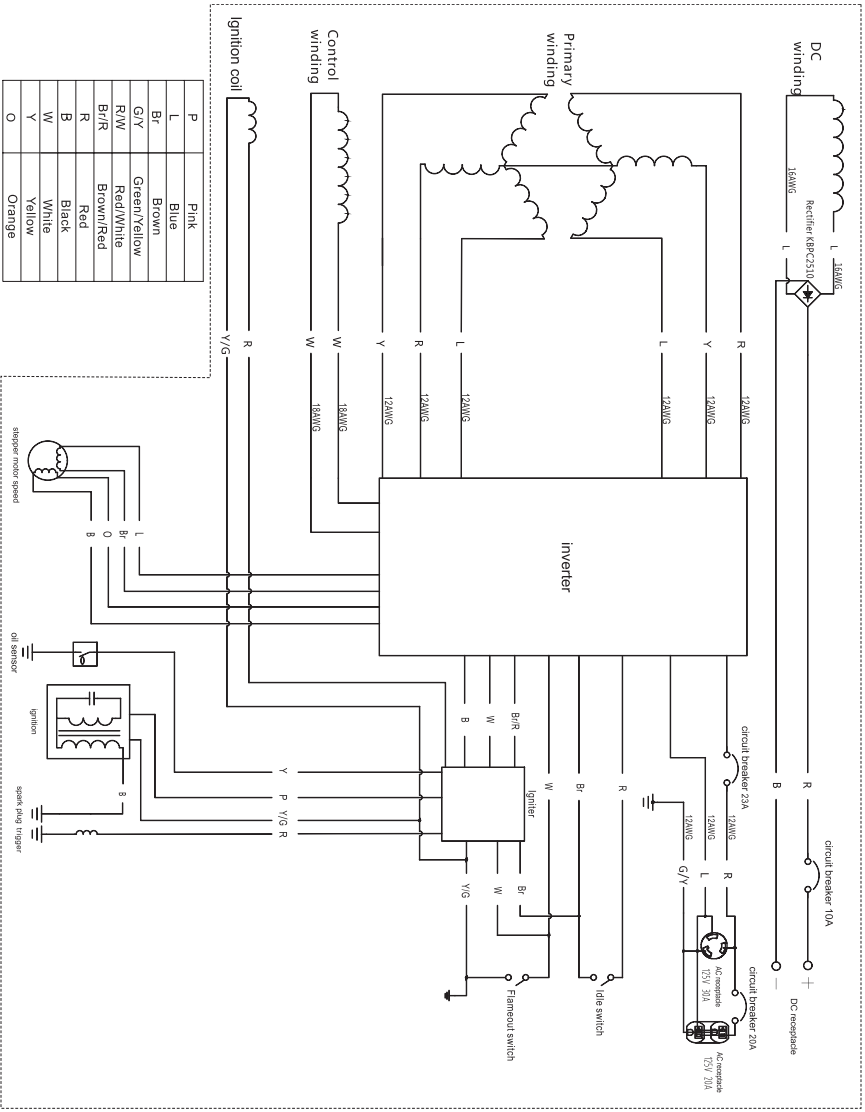 DC
winding
16AWG
L
Rectifier KBPC2510
L
16AWG
R
B
circuit breaker 10A
+
—
DC receptacle
Primary
winding
R
12AWG
Y
12AWG
L
12AWG
L
12AWG
R
12AWG
Y
12AWG
Control
winding
W
18AWG
W
18AWG
Ignition coil
R
Y/G
inverter
circuit breaker 23A
12AWG
R
12AWG
L
12AWG
G/Y
AC receptacle
125V 30A
circuit breaker 20A
AC receptacle
125V 20A
R
Br
W
Idle switch
Flameout switch
Br/R
W
B
Igniter
Br
W
Y/G
stepper motor speed
L
Br
O
B
oil sensor
ignition
B
spark plug trigger
Y
P
Y/G
R
P Pink
L Blue
Br Brown
G/Y Green/Yellow
R/W Red/White
Br/R Brown/Red
R Red
B Black
W White
Y Yellow
O Orange